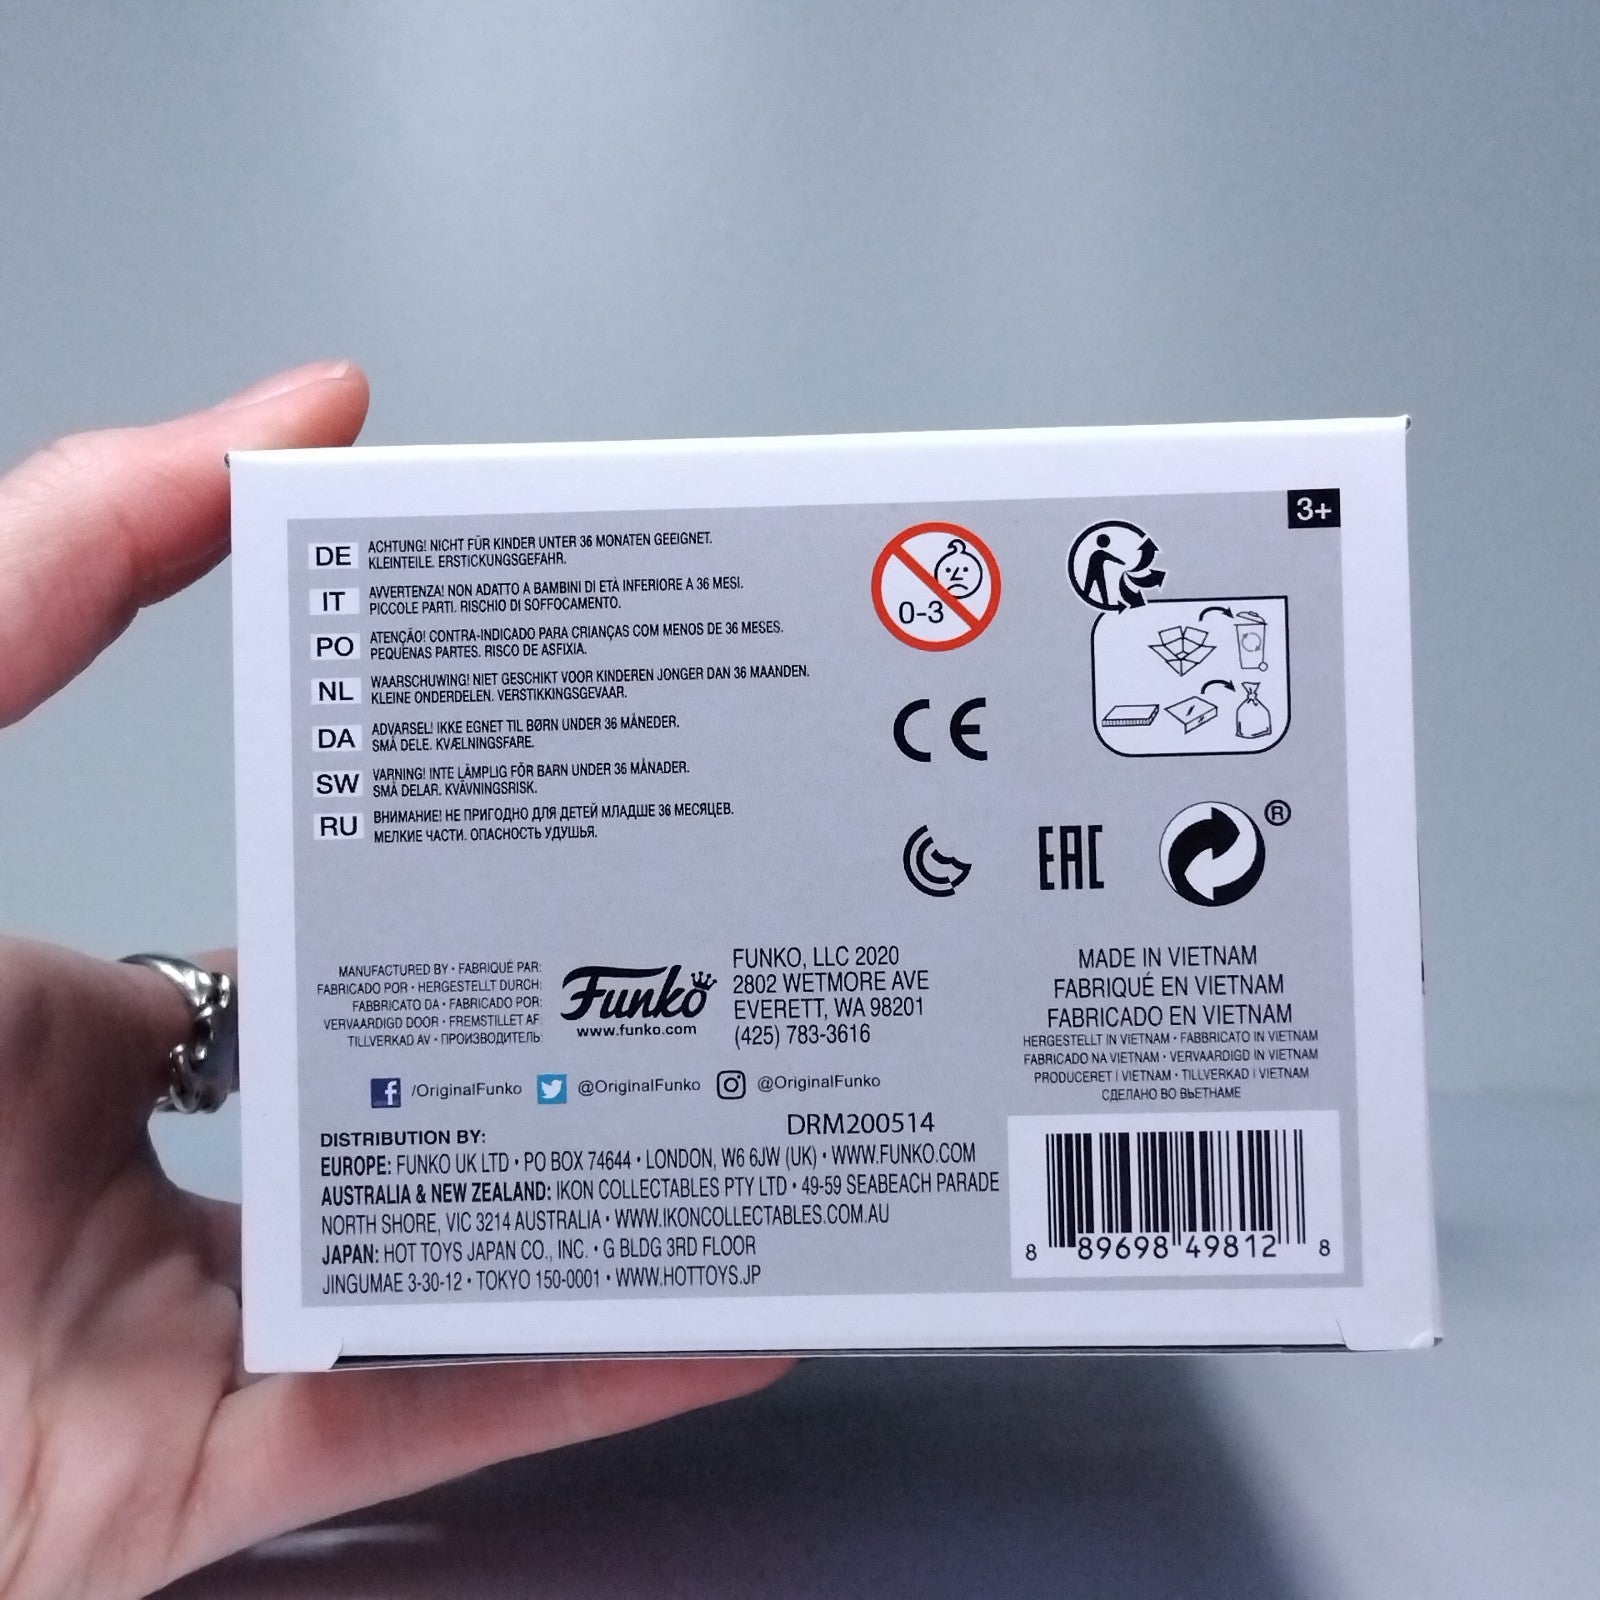 3+
DE
ACHTUNG! NICHT FÜR KINDER UNTER 36 MONATEN GEEIGNET.
KLEINTEILE. ERSTICKUNGSGEFAHR.
IT
AVVERTENZA! NON ADATTO A BAMBINI DI ETÀ INFERIORE A 36 MESI.
PICCOLE PARTI. RISCHIO DI SOFFOCAMENTO.
PO
ATENÇÃO! CONTRA-INDICADO PARA CRIANÇAS COM MENOS DE 36 MESES.
PEQUENAS PARTES. RISCO DE ASFIXIA.
NL
WAARSCHUWING! NIET GESCHIKT VOOR KINDEREN JONGER DAN 36 MAANDEN.
KLEINE ONDERDELEN. VERSTIKKINGSGEVAAR.
DA
ADVARSEL! IKKE EGNET TIL BØRN UNDER 36 MÅNEDER.
SMÅ DELE. KVÆLNINGSFARE.
SW
VARNING! INTE LÄMPLIG FÖR BARN UNDER 36 MÅNADER.
SMÅ DELAR. KVÄVNINGSRISK.
RU
ВНИМАНИЕ! НЕ ПРИГОДНО ДЛЯ ДЕТЕЙ МЛАДШЕ 36 МЕСЯЦЕВ.
МЕЛКИЕ ЧАСТИ. ОПАСНОСТЬ УДУШЬЯ.
0-3
CE
EAC
®
MANUFACTURED BY • FABRIQUÉ PAR:
FABRICADO POR • HERGESTELLT DURCH:
FABBRICATO DA • FABRICADO POR:
VERVAARDIGD DOOR • FREMSTILLET AF:
TILLVERKAD AV • ПРОИЗВОДИТЕЛЬ:
Funko
www.funko.com
FUNKO, LLC 2020
2802 WETMORE AVE
EVERETT, WA 98201
(425) 783-3616
MADE IN VIETNAM
FABRIQUÉ EN VIETNAM
FABRICADO EN VIETNAM
HERGESTELLT IN VIETNAM • FABBRICATO IN VIETNAM
FABRICADO NA VIETNAM • VERVAARDIGD IN VIETNAM
PRODUCERET I VIETNAM • TILLVERKAD I VIETNAM
СДЕЛАНО ВО ВЬЕТНАМЕ
/OriginalFunko @OriginalFunko @OriginalFunko
DRM200514
DISTRIBUTION BY:
EUROPE: FUNKO UK LTD • PO BOX 74644 • LONDON, W6 6JW (UK) • WWW.FUNKO.COM
AUSTRALIA & NEW ZEALAND: IKON COLLECTABLES PTY LTD • 49-59 SEABEACH PARADE
NORTH SHORE, VIC 3214 AUSTRALIA • WWW.IKONCOLLECTABLES.COM.AU
JAPAN: HOT TOYS JAPAN CO., INC. • G BLDG 3RD FLOOR
JINGUMAE 3-30-12 • TOKYO 150-0001 • WWW.HOTTOYS.JP
8 89698 49812 8